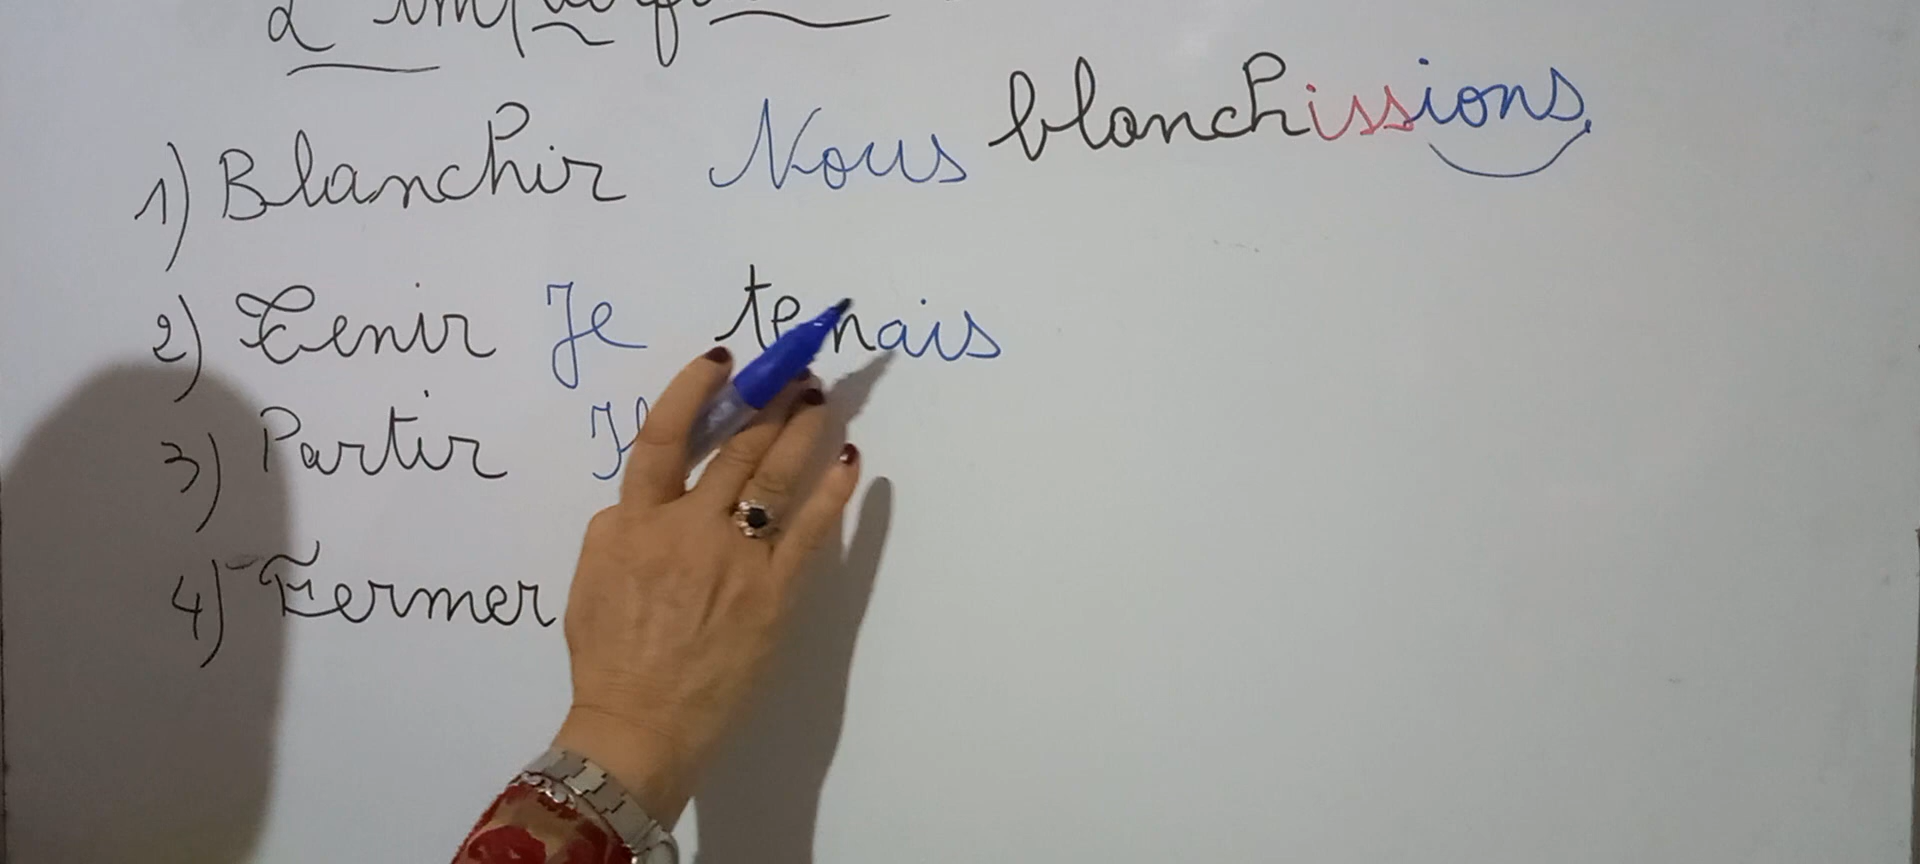 1) Blanchir Nous blanchissions.
2) Tenir Je tenais
3) Partir
4) Fermer